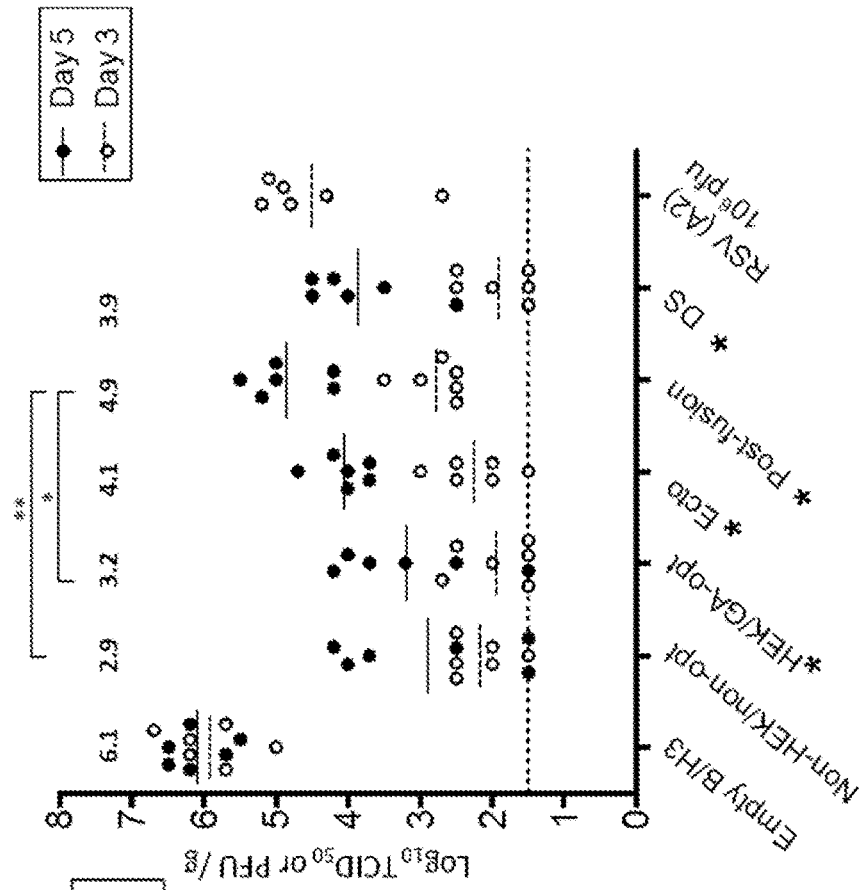 Day 5
Day 3
**
*
6.1
2.9
3.2
4.1
4.9
3.9
Log₁₀ TCID₅₀ or PFU /g
8
7
6
5
4
3
2
1
0
Empty B/H3
Non-HEK/non-opt
*HEK/GA-opt
* Ecto
* Post-fusion
* DS
RSV (A2)
10⁶ pfu